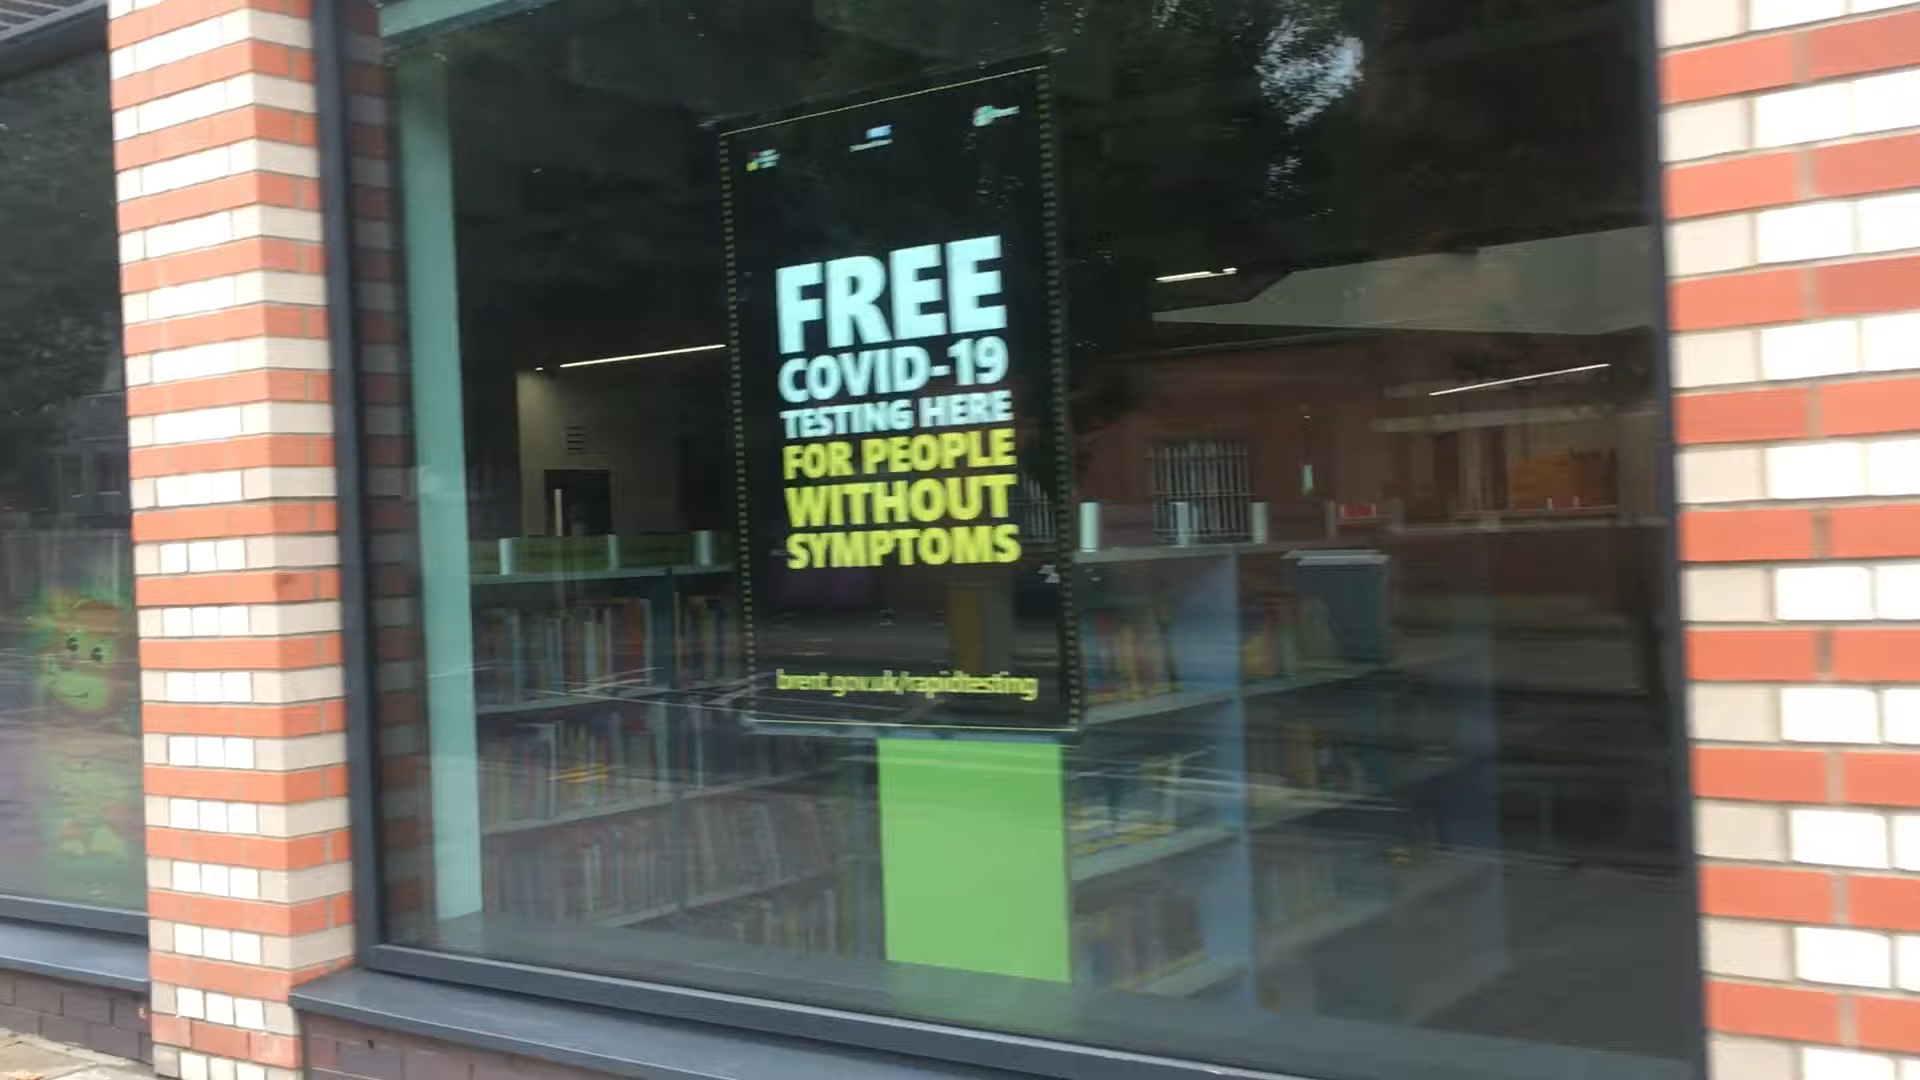 FREE
COVID-19
TESTING HERE
FOR PEOPLE
WITHOUT
SYMPTOMS
brent.gov.uk/rapidtesting